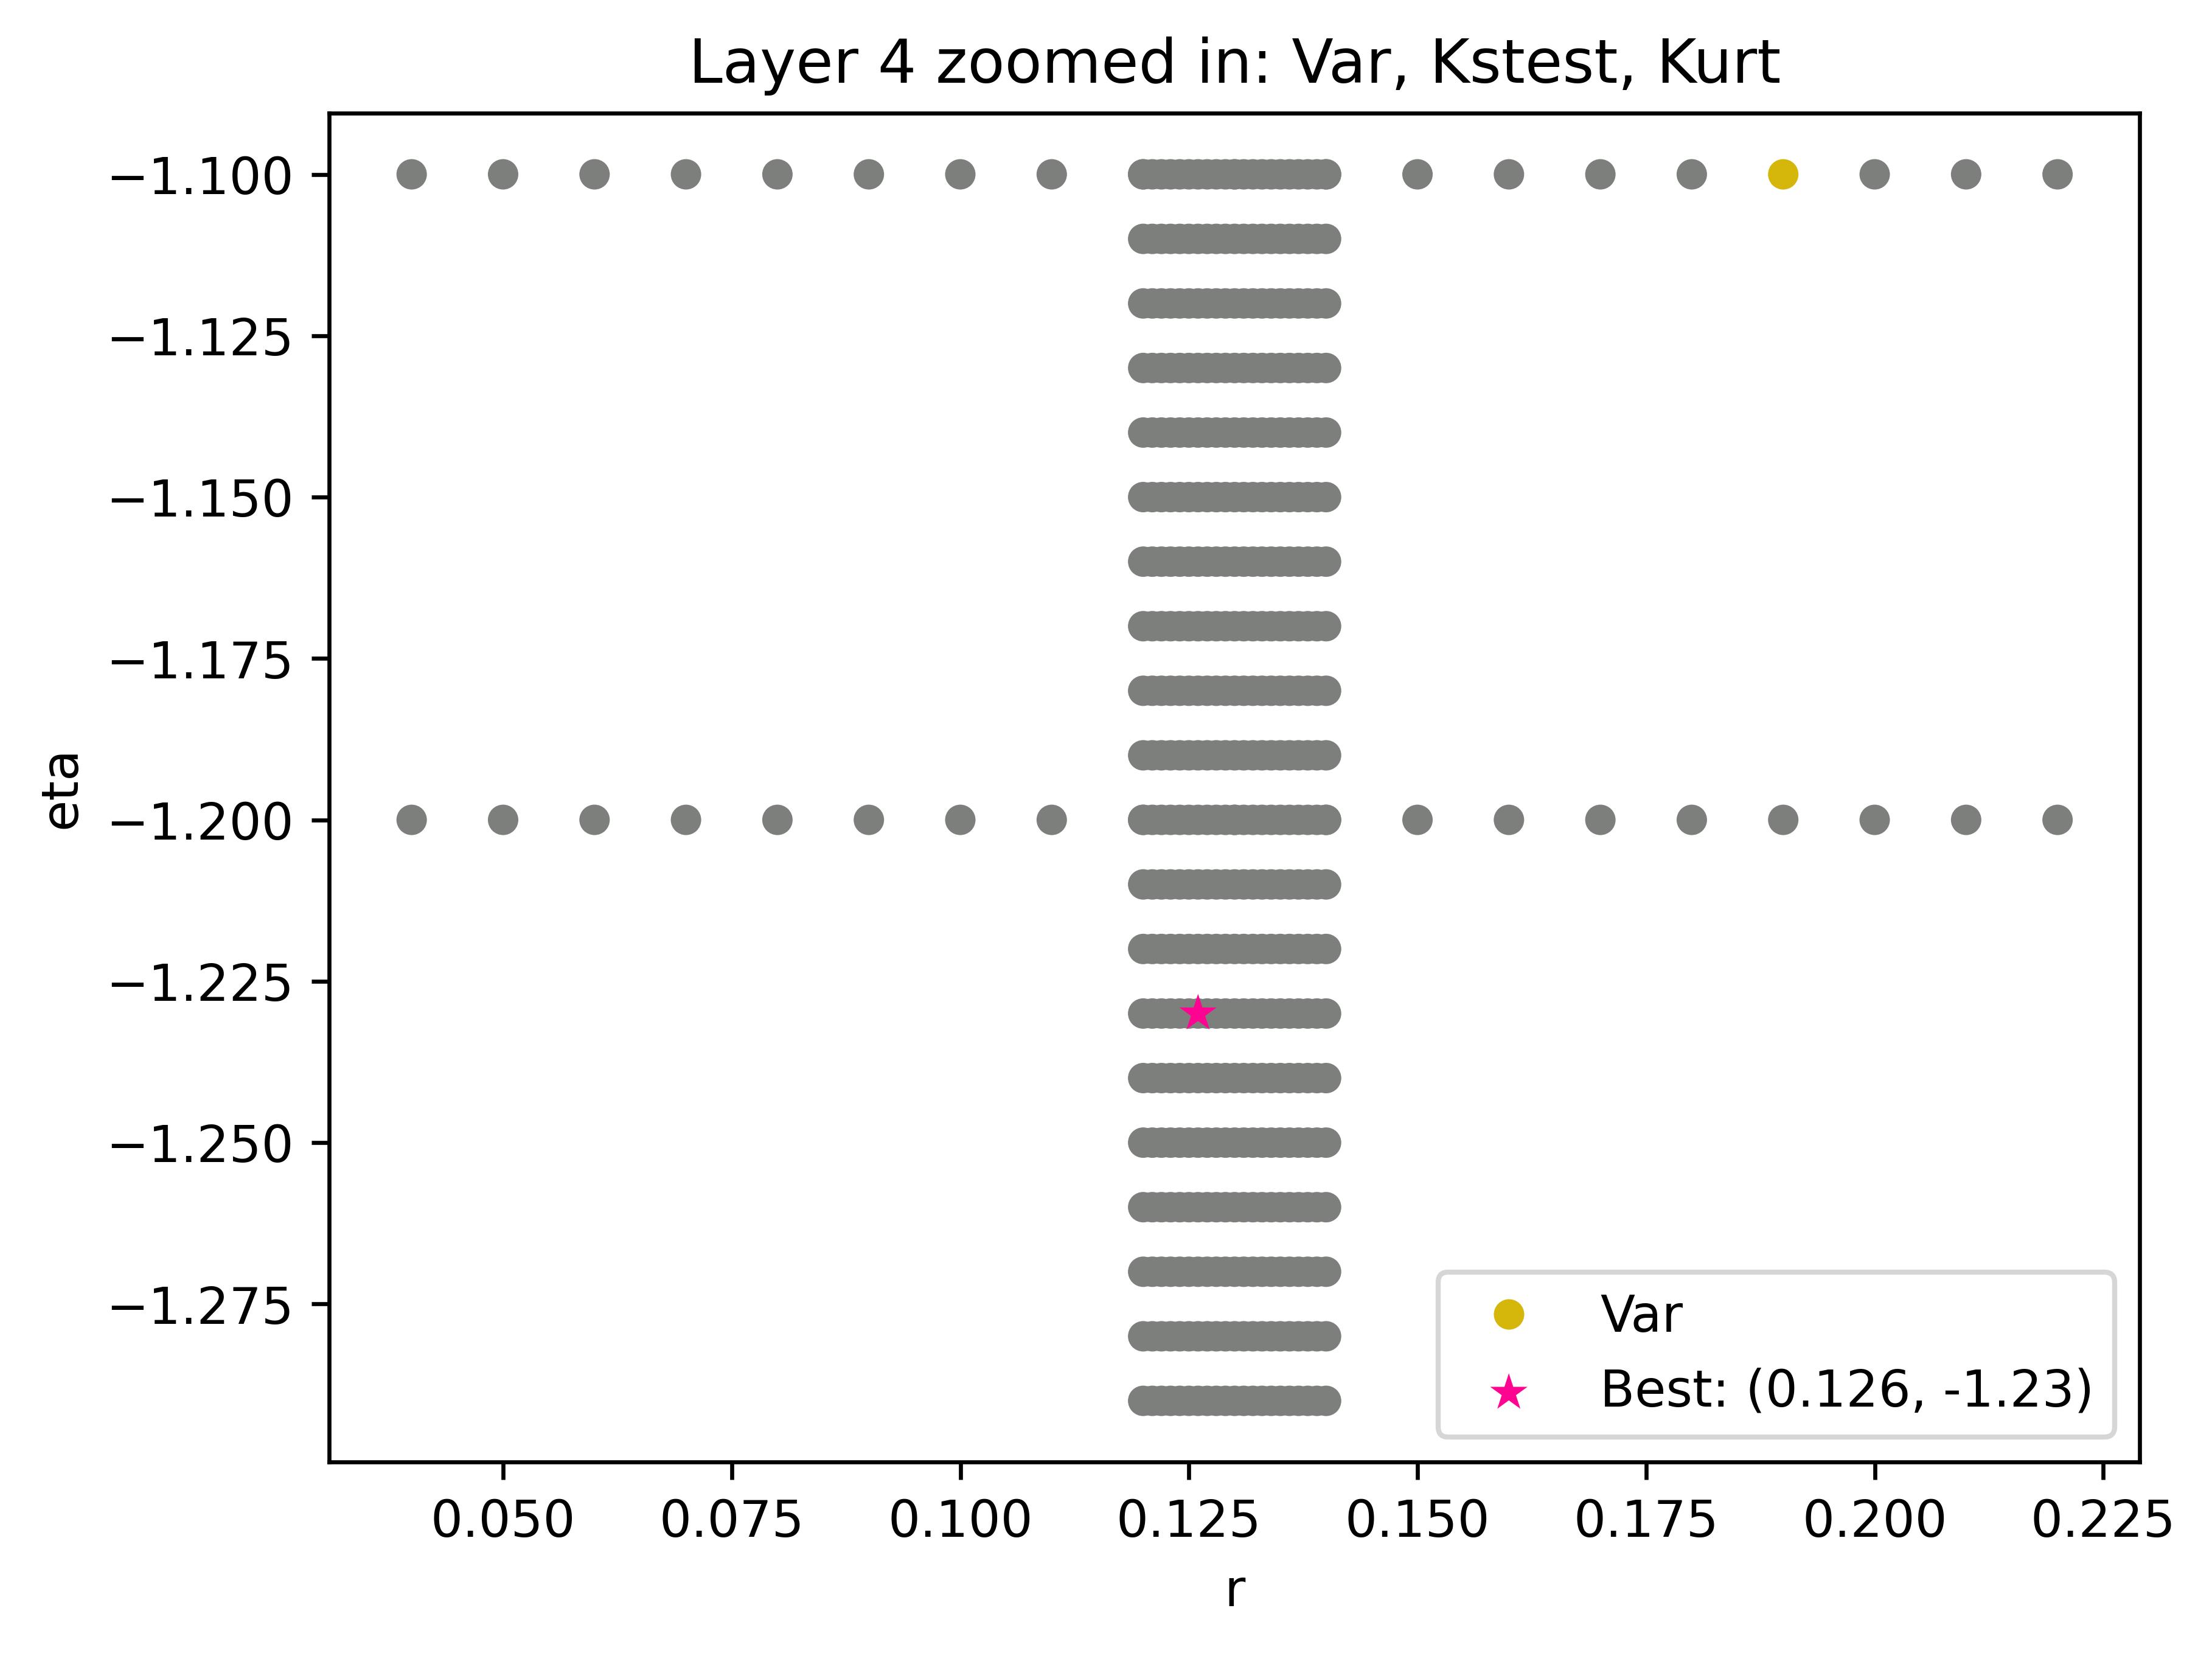 Layer 4 zoomed in: Var, Kstest, Kurt
−1.100
−1.125
−1.150
−1.175
−1.200
−1.225
−1.250
−1.275
eta
Var
Best: (0.126, -1.23)
0.050 0.075 0.100 0.125 0.150 0.175 0.200 0.225
r